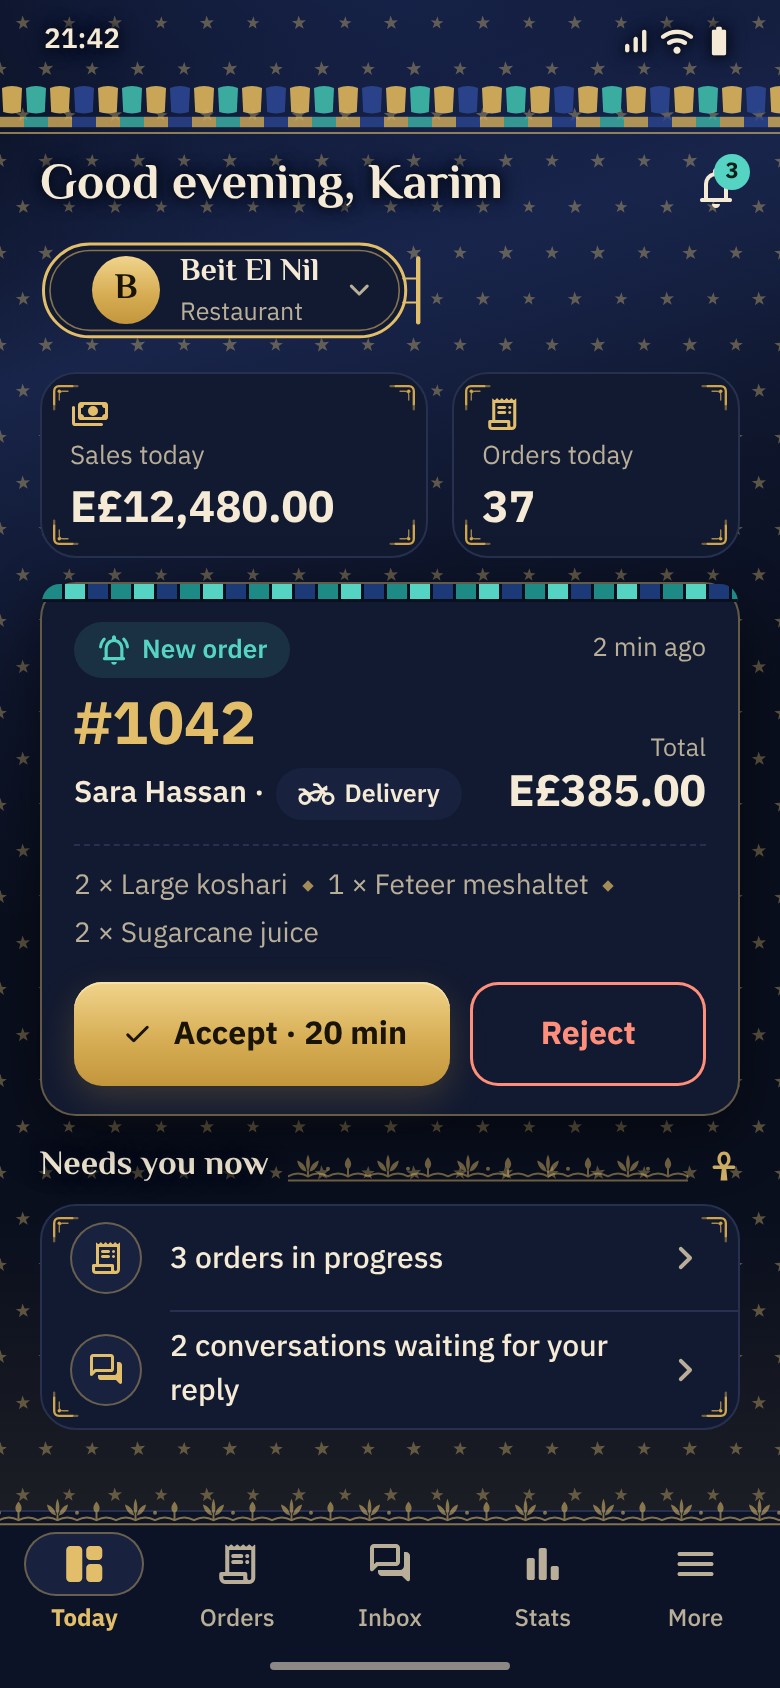 21:42
Good evening, Karim
3
B
Beit El Nil
Restaurant
Sales today
E£12,480.00
Orders today
37
New order
2 min ago
#1042
Total
Sara Hassan ·
Delivery
E£385.00
2 × Large koshari ◆ 1 × Feteer meshaltet ◆
2 × Sugarcane juice
Accept · 20 min
Reject
Needs you now
3 orders in progress
2 conversations waiting for your
reply
Today
Orders
Inbox
Stats
More